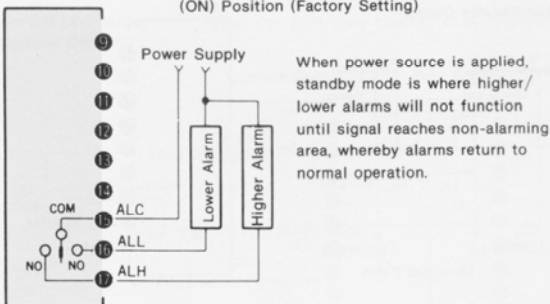 (ON) Position (Factory Setting)
Power Supply
When power source is applied,
standby mode is where higher/
lower alarms will not function
until signal reaches non-alarming
area, whereby alarms return to
normal operation.
9
10
11
12
13
14
15
16
17
COM
NO
NO
ALC
ALL
ALH
Lower Alarm
Higher Alarm